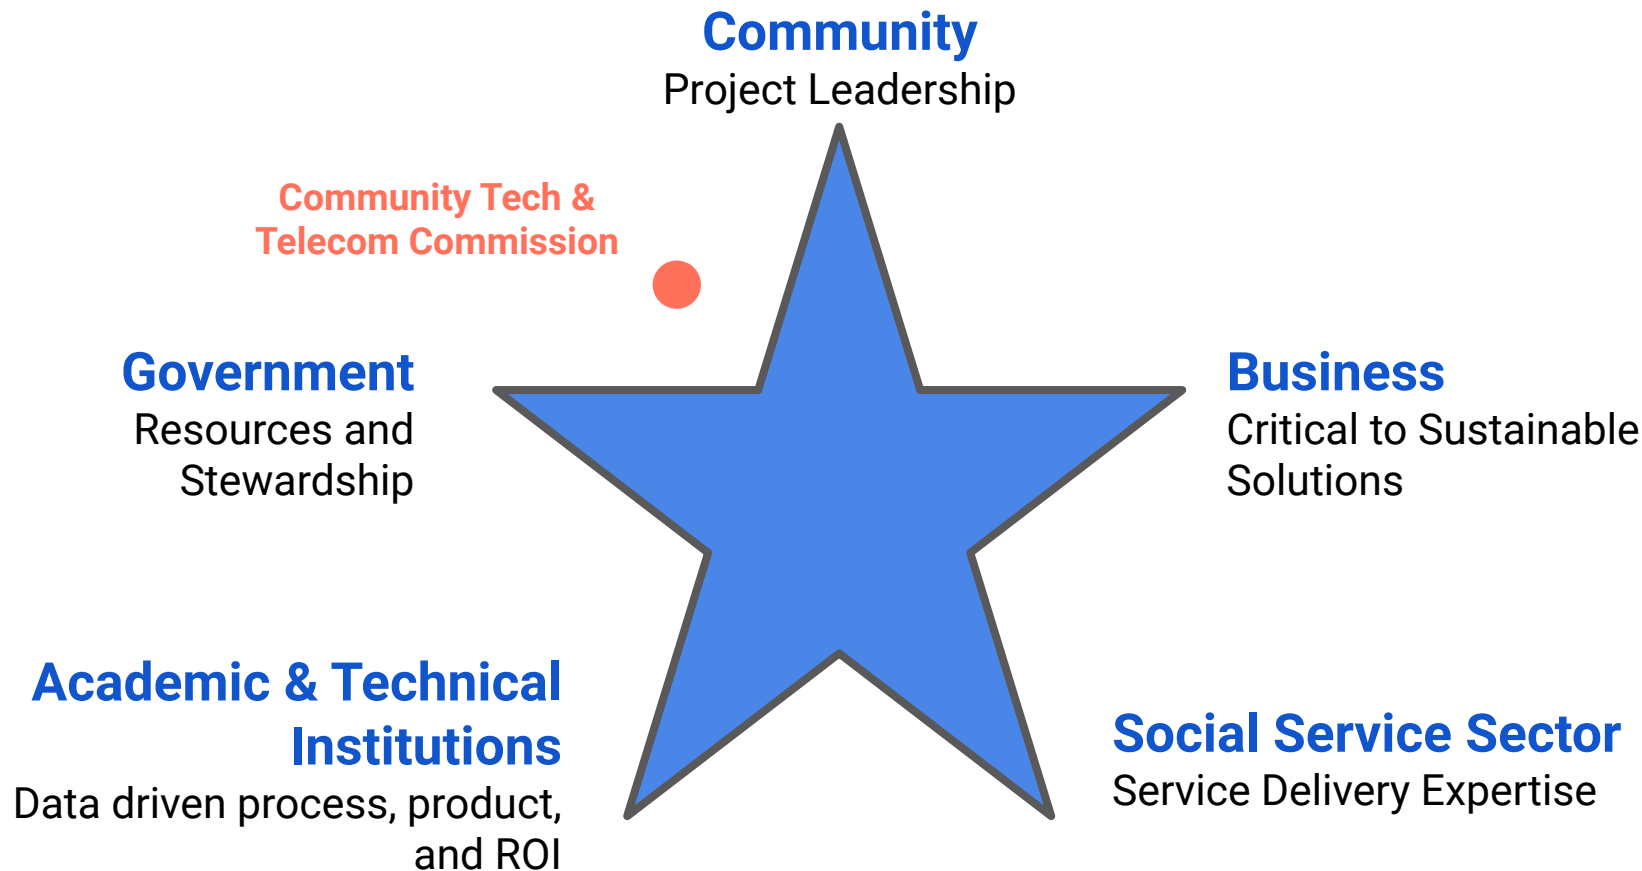 Community
Project Leadership
Community Tech &
Telecom Commission
Government
Resources and
Stewardship
Business
Critical to Sustainable
Solutions
Academic & Technical
Institutions
Data driven process, product,
and ROI
Social Service Sector
Service Delivery Expertise